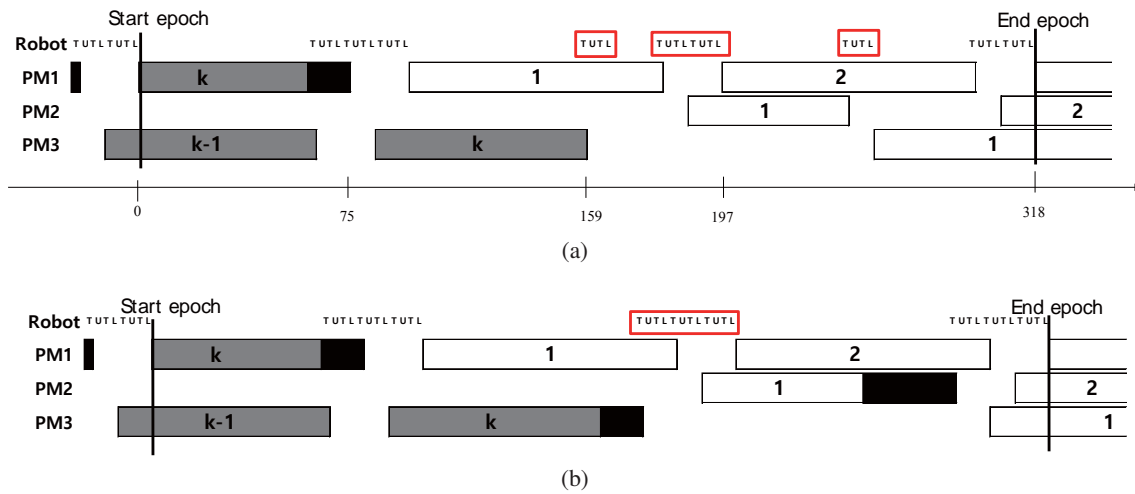 Start epoch
End epoch
Robot TUTLTUTL TUTLTUTLTUTL TUTL TUTLTUTL TUTL TUTLTUTL
PM1 k 1 2
PM2 1 2
PM3 k-1 k 1
0 75 159 197 318
(a)
Start epoch
End epoch
Robot TUTLTUTL TUTLTUTLTUTL TUTLTUTLTUTL TUTLTUTLTUTL
PM1 k 1 2
PM2 1 2
PM3 k-1 k 1
(b)